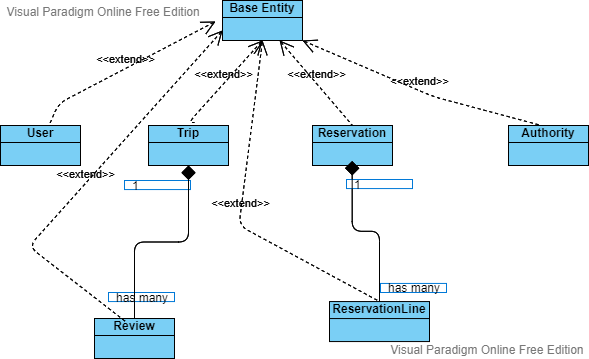 Visual Paradigm Online Free Edition
Base Entity
<<extend>>
<<extend>>
<<extend>>
<<extend>>
User
Trip
Reservation
Authority
<<extend>>
1
1
<<extend>>
has many
has many
Review
ReservationLine
Visual Paradigm Online Free Edition